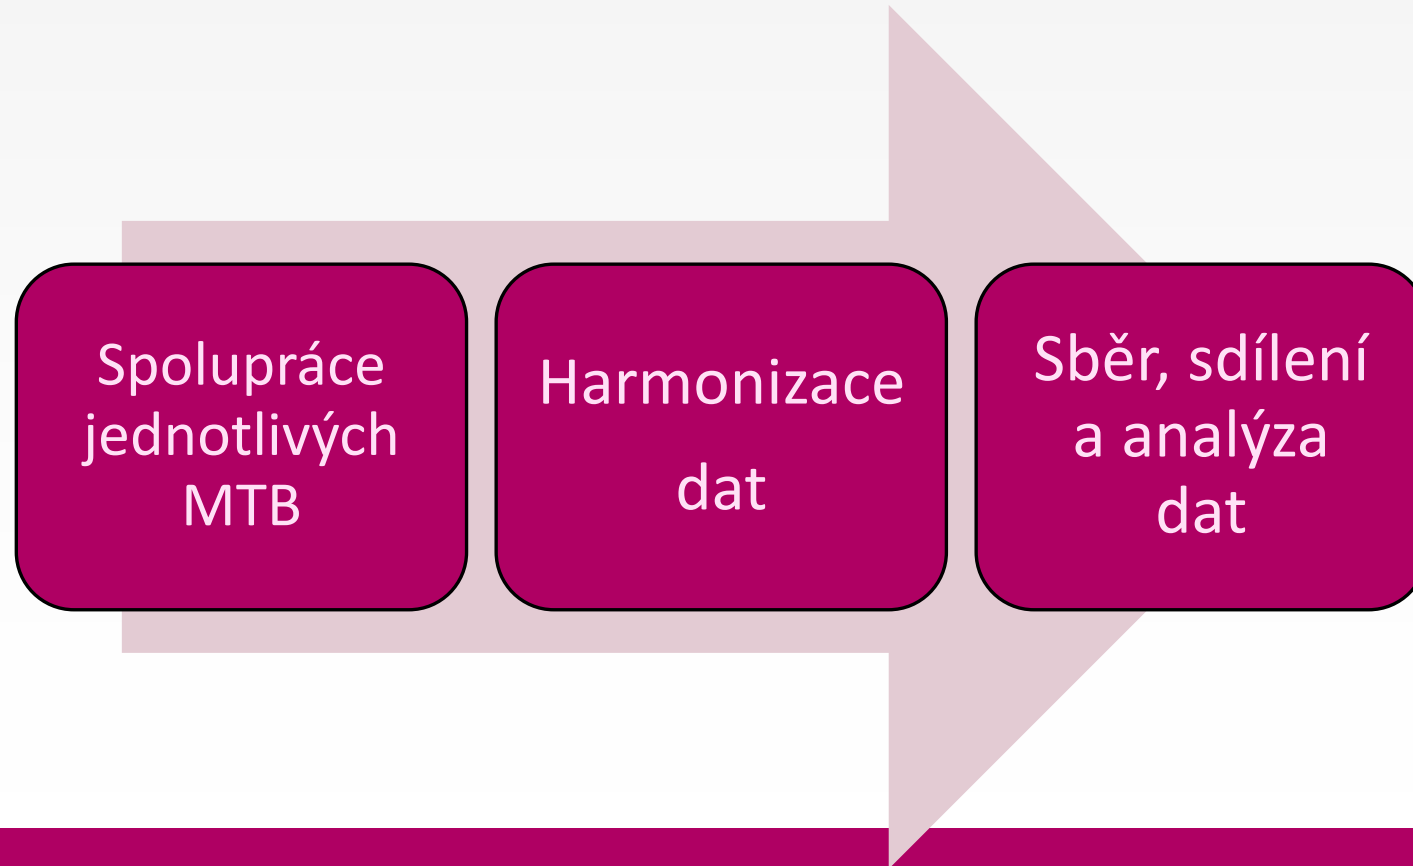 Spolupráce
jednotlivých
MTB
Harmonizace
dat
Sběr, sdílení
a analýza
dat